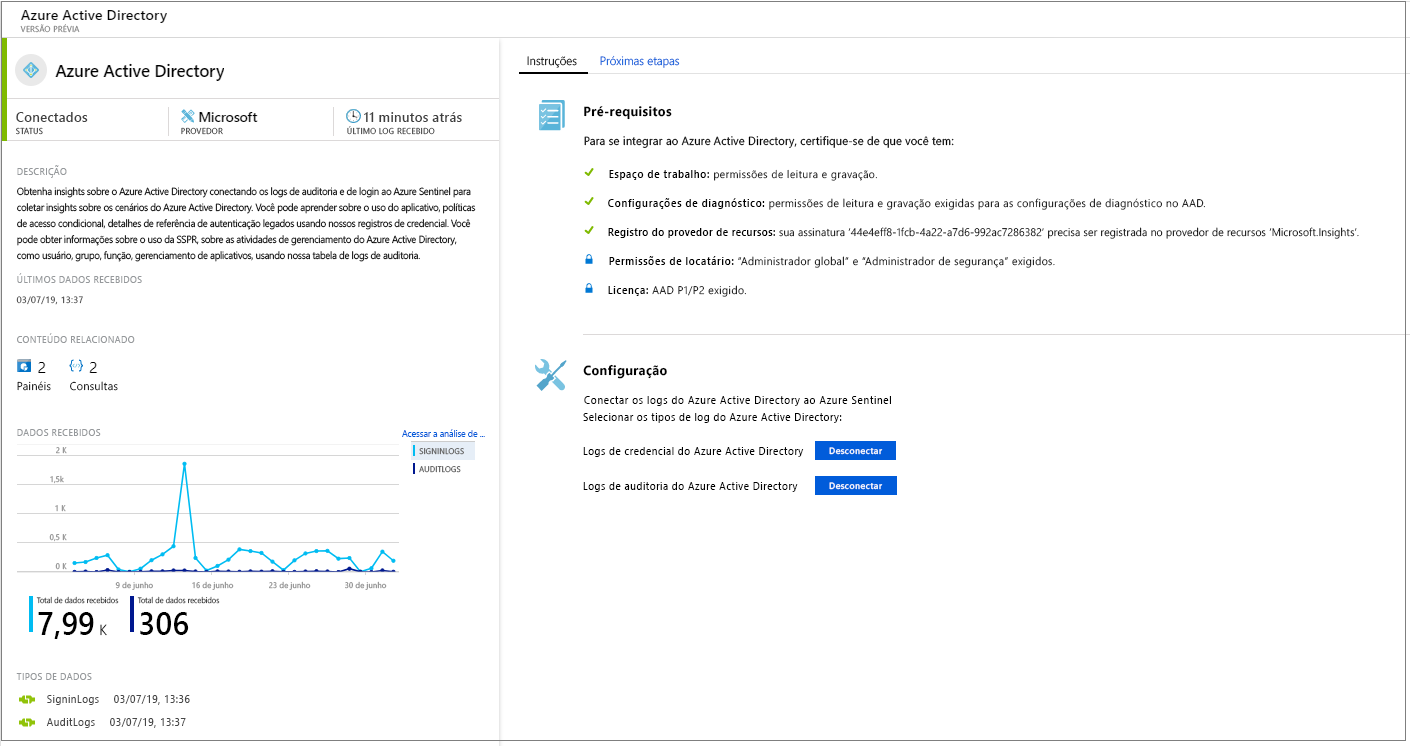 Azure Active Directory
VERSÃO PRÉVIA
Azure Active Directory
Conectados
STATUS
Microsoft
PROVEDOR
11 minutos atrás
ÚLTIMO LOG RECEBIDO
DESCRIÇÃO
Obtenha insights sobre o Azure Active Directory conectando os logs de auditoria e de login ao Azure Sentinel para
coletar insights sobre os cenários do Azure Active Directory. Você pode aprender sobre o uso do aplicativo, políticas
de acesso condicional, detalhes de referência de autenticação legados usando nossos registros de credencial. Você
pode obter informações sobre o uso da SSPR, sobre as atividades de gerenciamento do Azure Active Directory,
como usuário, grupo, função, gerenciamento de aplicativos, usando nossa tabela de logs de auditoria.
ÚLTIMOS DADOS RECEBIDOS
03/07/19, 13:37
CONTEÚDO RELACIONADO
2
Painéis
2
Consultas
DADOS RECEBIDOS
Acessar a análise de ...
SIGNINLOGS
AUDITLOGS
2 K
1,5k
1 K
0,5 K
0 K
9 de junho
16 de junho
23 de junho
30 de junho
Total de dados recebidos
7,99 K
Total de dados recebidos
306
TIPOS DE DADOS
SigninLogs 03/07/19, 13:36
AuditLogs 03/07/19, 13:37
Instruções
Próximas etapas
Pré-requisitos
Para se integrar ao Azure Active Directory, certifique-se de que você tem:
Espaço de trabalho: permissões de leitura e gravação.
Configurações de diagnóstico: permissões de leitura e gravação exigidas para as configurações de diagnóstico no AAD.
Registro do provedor de recursos: sua assinatura '44e4eff8-1fcb-4a22-a7d6-992ac7286382' precisa ser registrada no provedor de recursos 'Microsoft.Insights'.
Permissões de locatário: "Administrador global" e "Administrador de segurança" exigidos.
Licença: AAD P1/P2 exigido.
Configuração
Conectar os logs do Azure Active Directory ao Azure Sentinel
Selecionar os tipos de log do Azure Active Directory:
Logs de credencial do Azure Active Directory
Desconectar
Logs de auditoria do Azure Active Directory
Desconectar